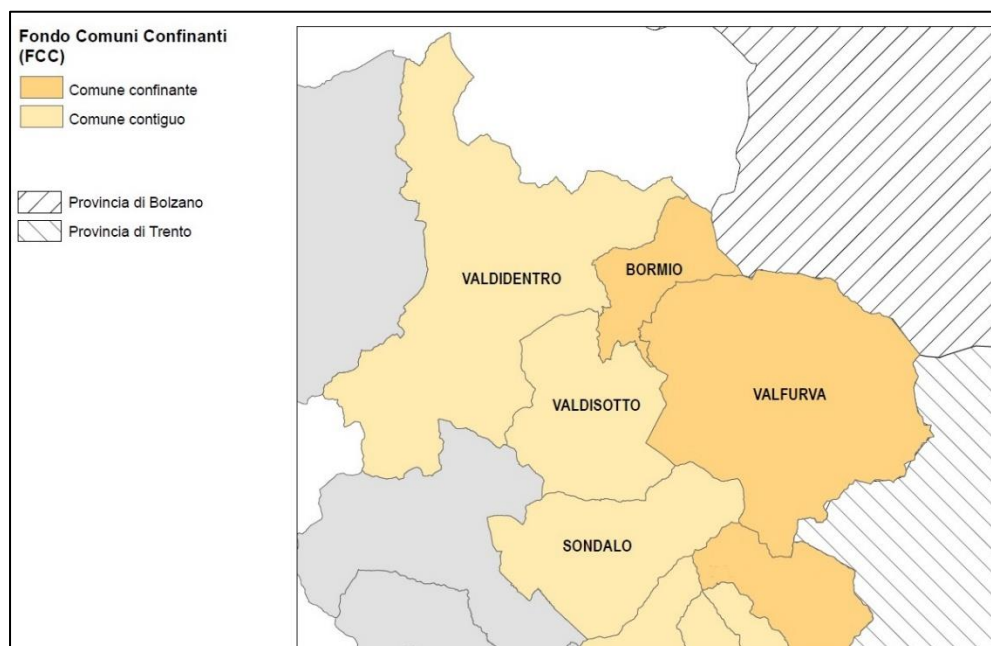 Fondo Comuni Confinanti
(FCC)
Comune confinante
Comune contiguo
Provincia di Bolzano
Provincia di Trento
VALDIDENTRO
BORMIO
VALDISOTTO
VALFURVA
SONDALO